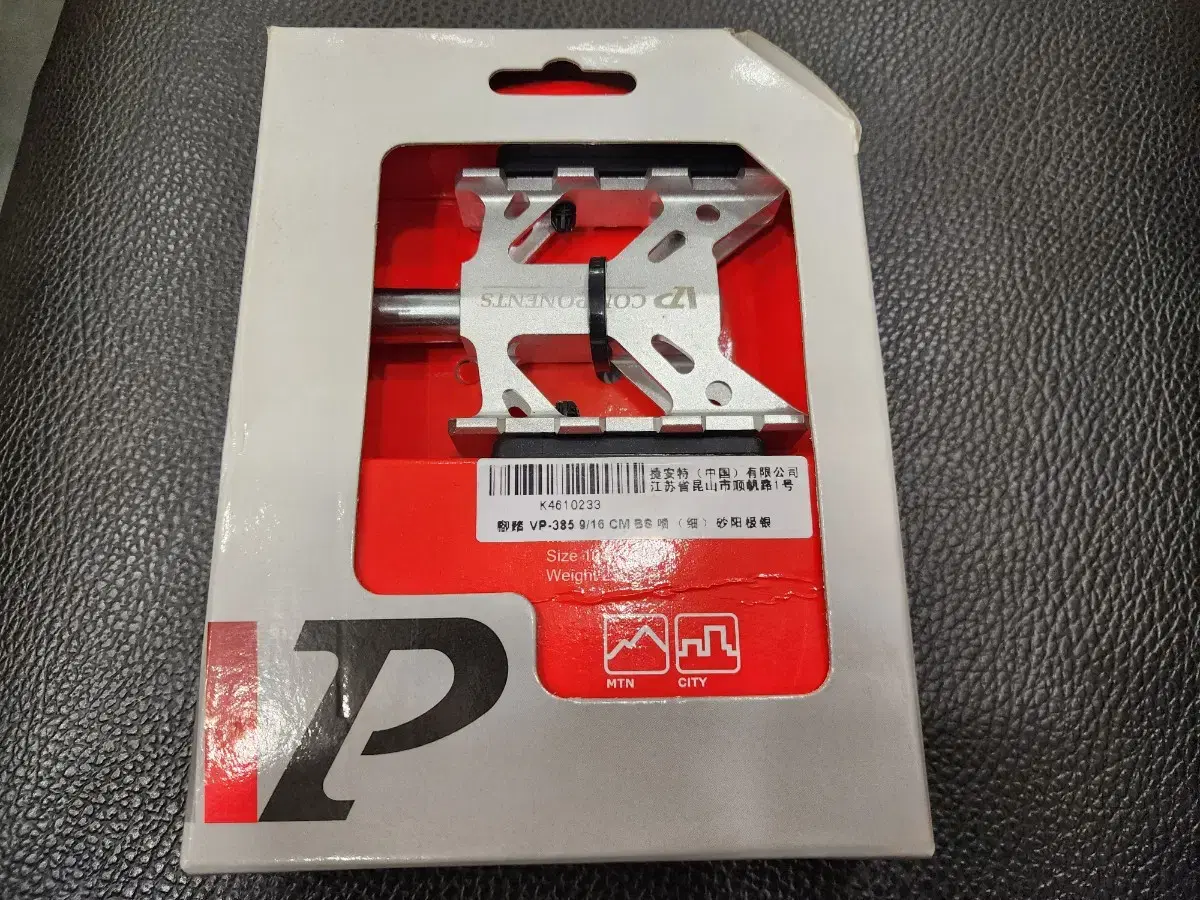 VP COMPONENTS
捷安特（中国）有限公司
江苏省昆山市顺帆路1号
K4610233
脚踏 VP-385 9/16 CM BS 喷（细）砂阳极银
Size
Weight
MTN
CITY
VP